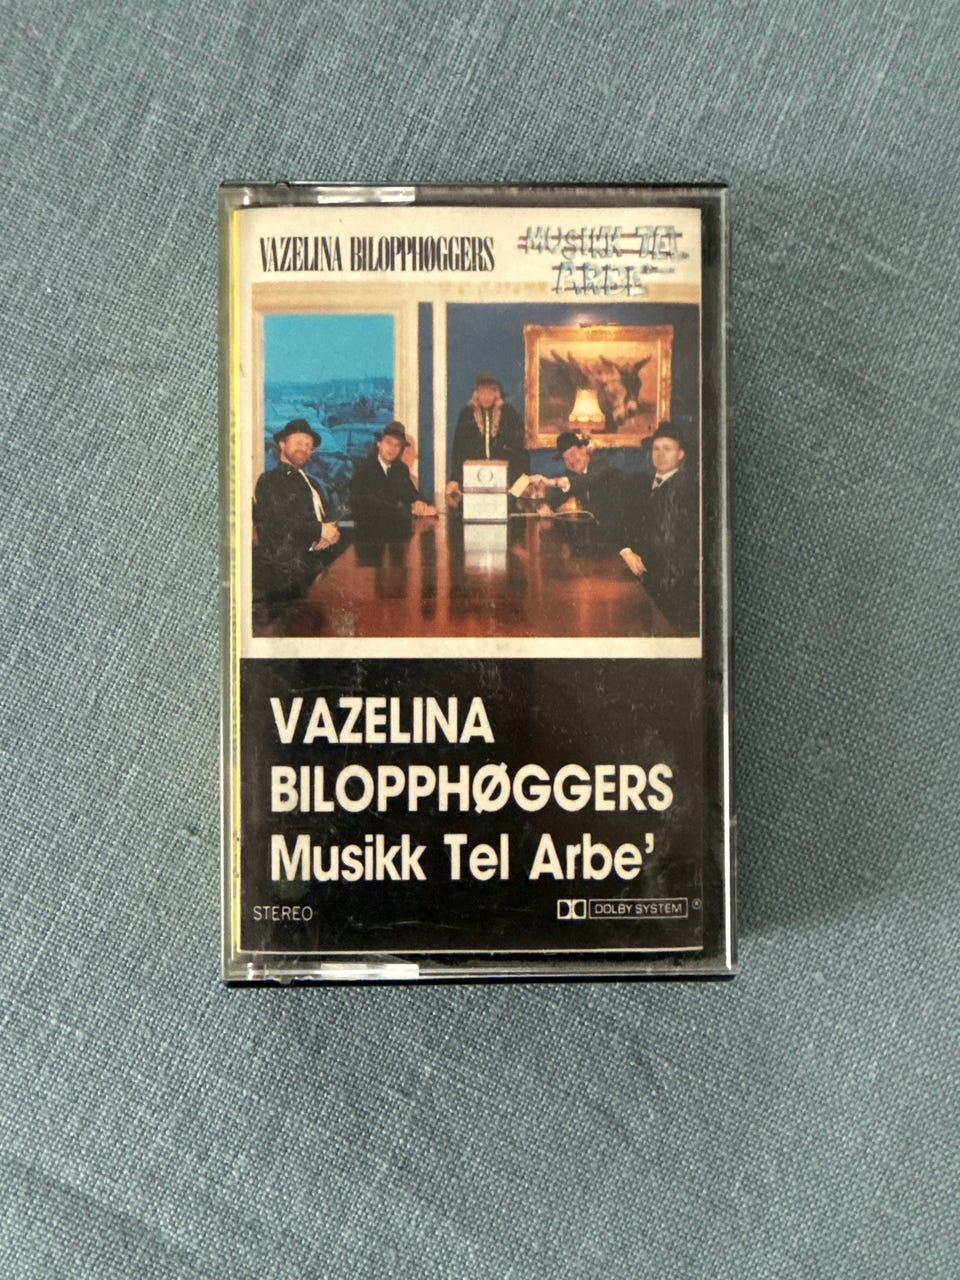 VAZELINA BILOPPHØGGERS
MUSIKK TEL
ARBE'
VAZELINA
BILOPPHØGGERS
Musikk Tel Arbe’
STEREO
DOLBY SYSTEM ®